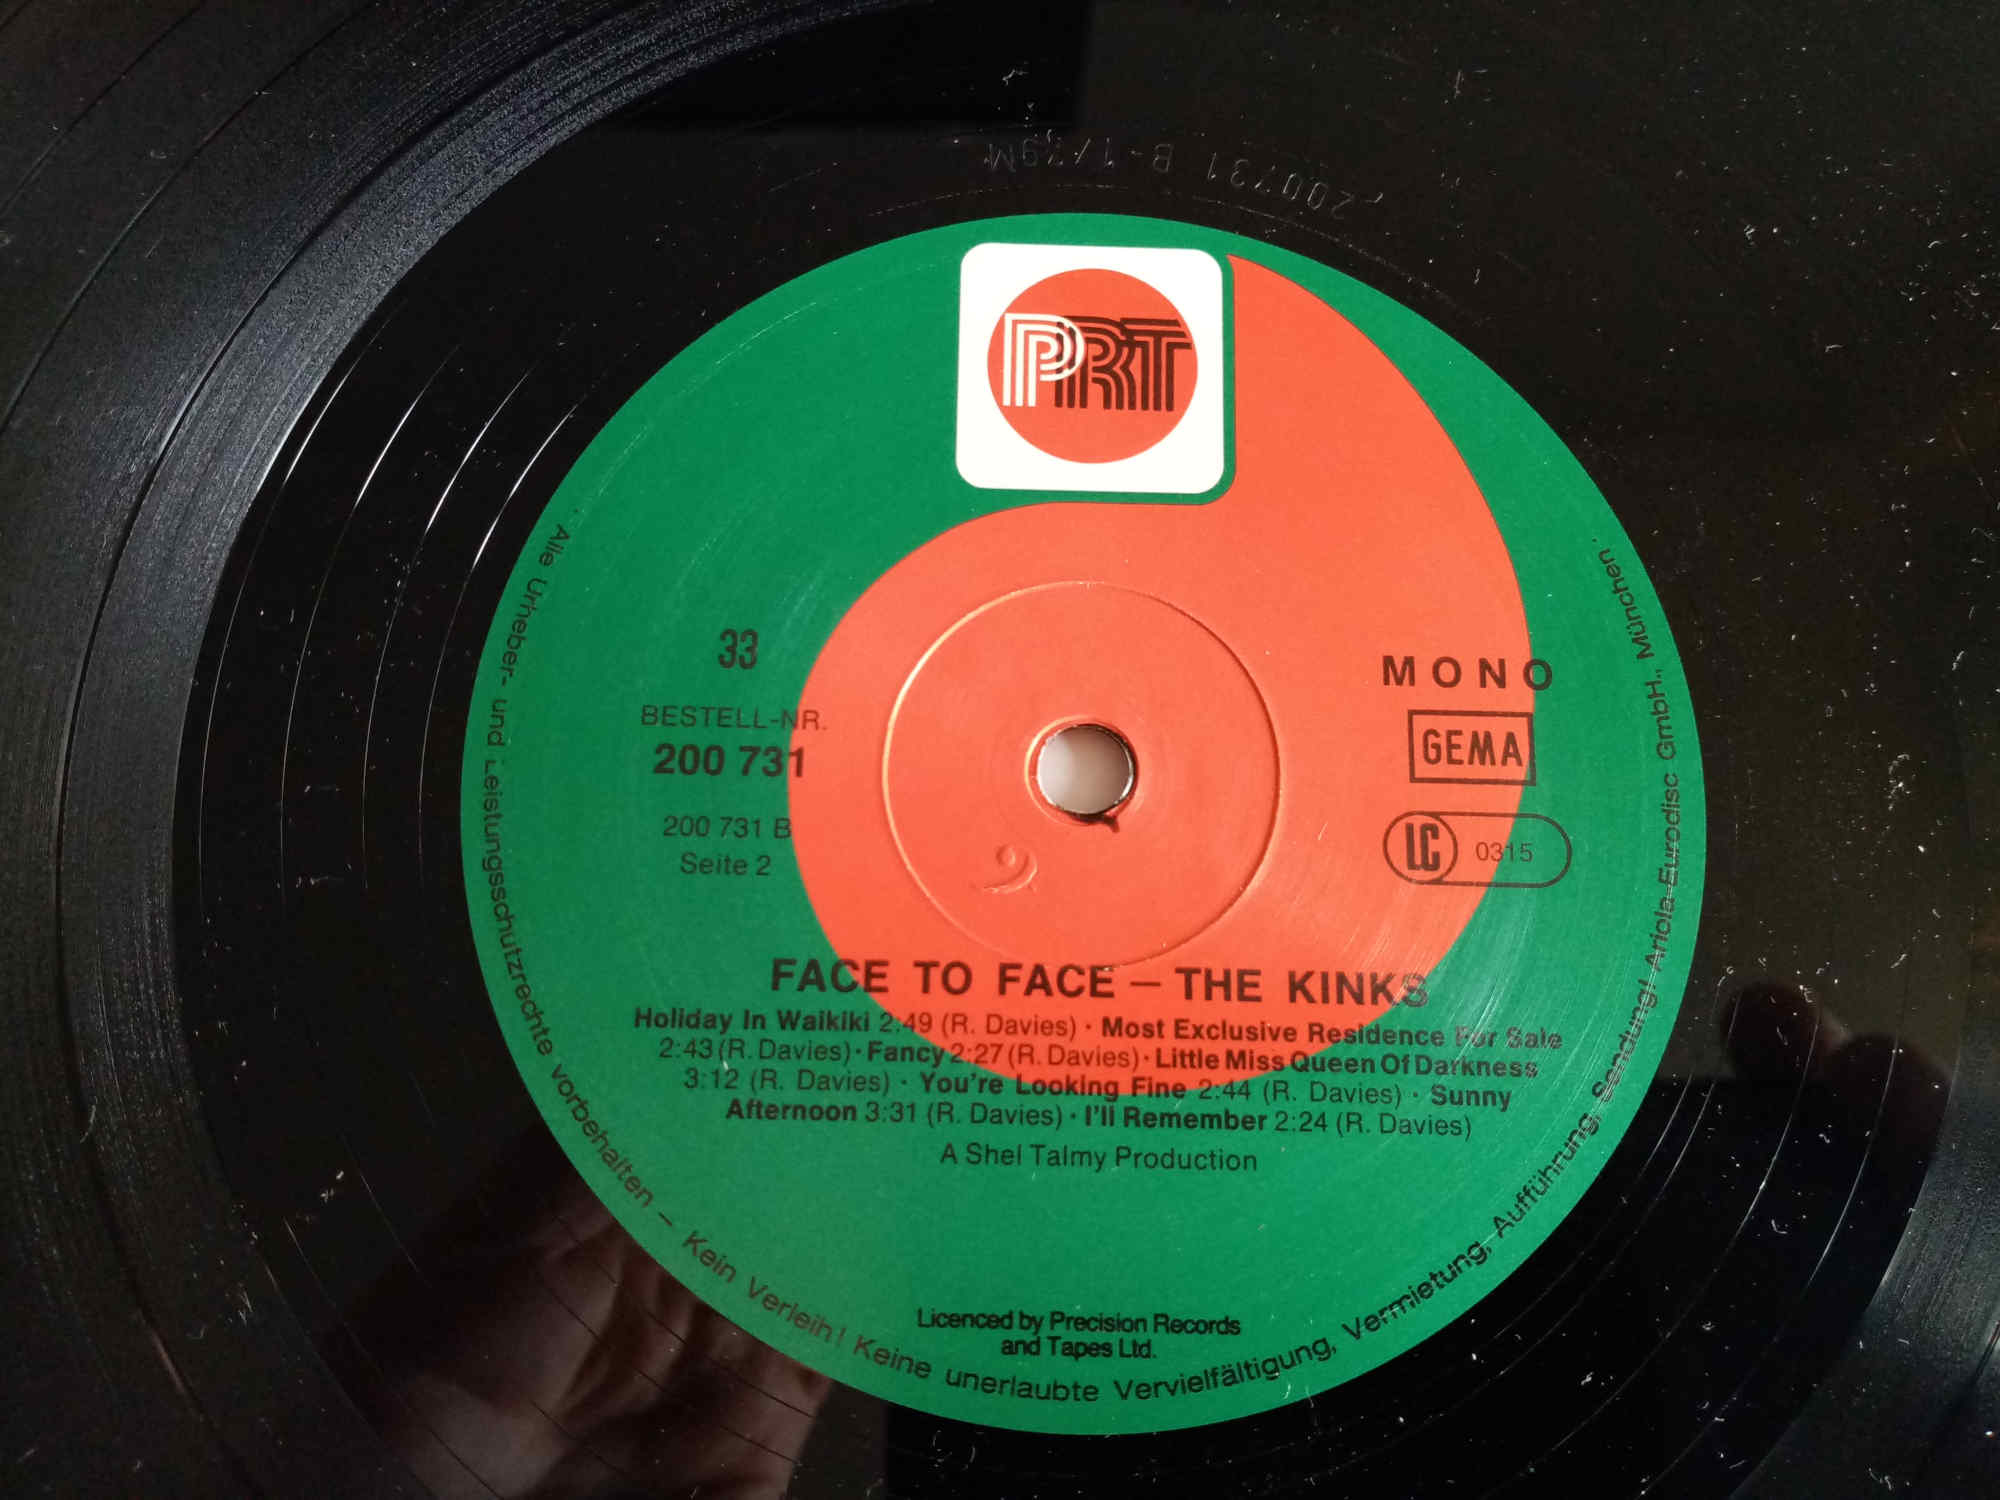 200731 B-1/
PRT
33
BESTELL-NR.
200 731
200 731 B
Seite 2
MONO
GEMA
LC 0315
FACE TO FACE – THE KINKS
Holiday In Waikiki 2:49 (R. Davies) · Most Exclusive Residence For Sale
2:43 (R. Davies) · Fancy 2:27 (R. Davies) · Little Miss Queen Of Darkness
3:12 (R. Davies) · You're Looking Fine 2:44 (R. Davies) · Sunny
Afternoon 3:31 (R. Davies) · I'll Remember 2:24 (R. Davies)
A Shel Talmy Production
Licenced by Precision Records
and Tapes Ltd.
· Alle Urheber- und Leistungsschutzrechte vorbehalten – Kein Verleih! Keine unerlaubte Vervielfältigung, Vermietung, Aufführung, Sendung! Ariola-Eurodisc GmbH., München ·